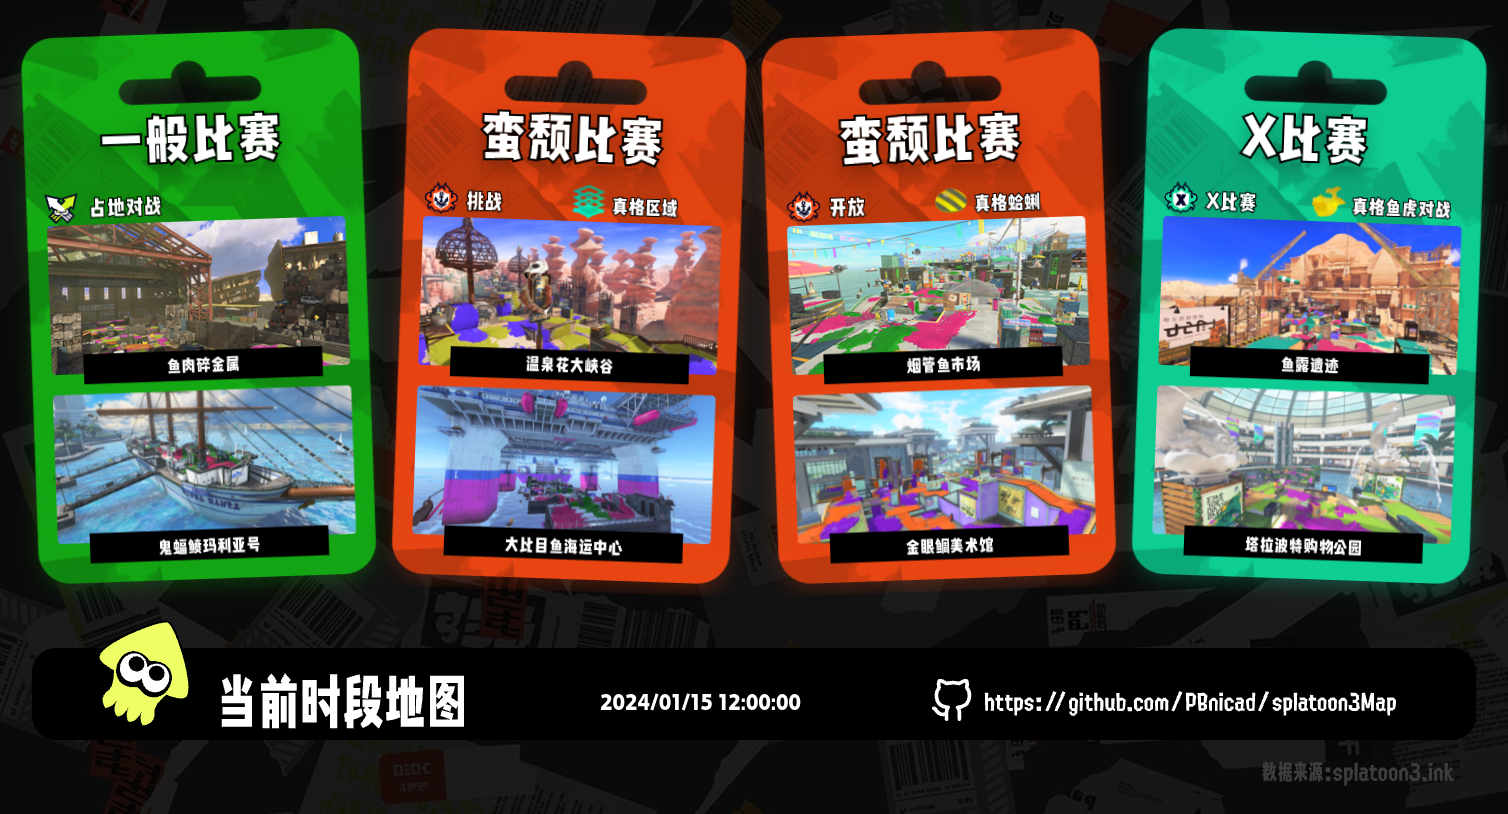 一般比赛
占地对战
鱼肉碎金属
鬼蝠鲼玛利亚号
蛮颓比赛
挑战
真格区域
温泉花大峡谷
大比目鱼海运中心
蛮颓比赛
开放
真格蛤蜊
烟管鱼市场
金眼鲷美术馆
X比赛
X比赛
真格鱼虎对战
鱼露遗迹
塔拉波特购物公园
当前时段地图
2024/01/15 12:00:00
https://github.com/PBnicad/splatoon3Map
数据来源:splatoon3.ink